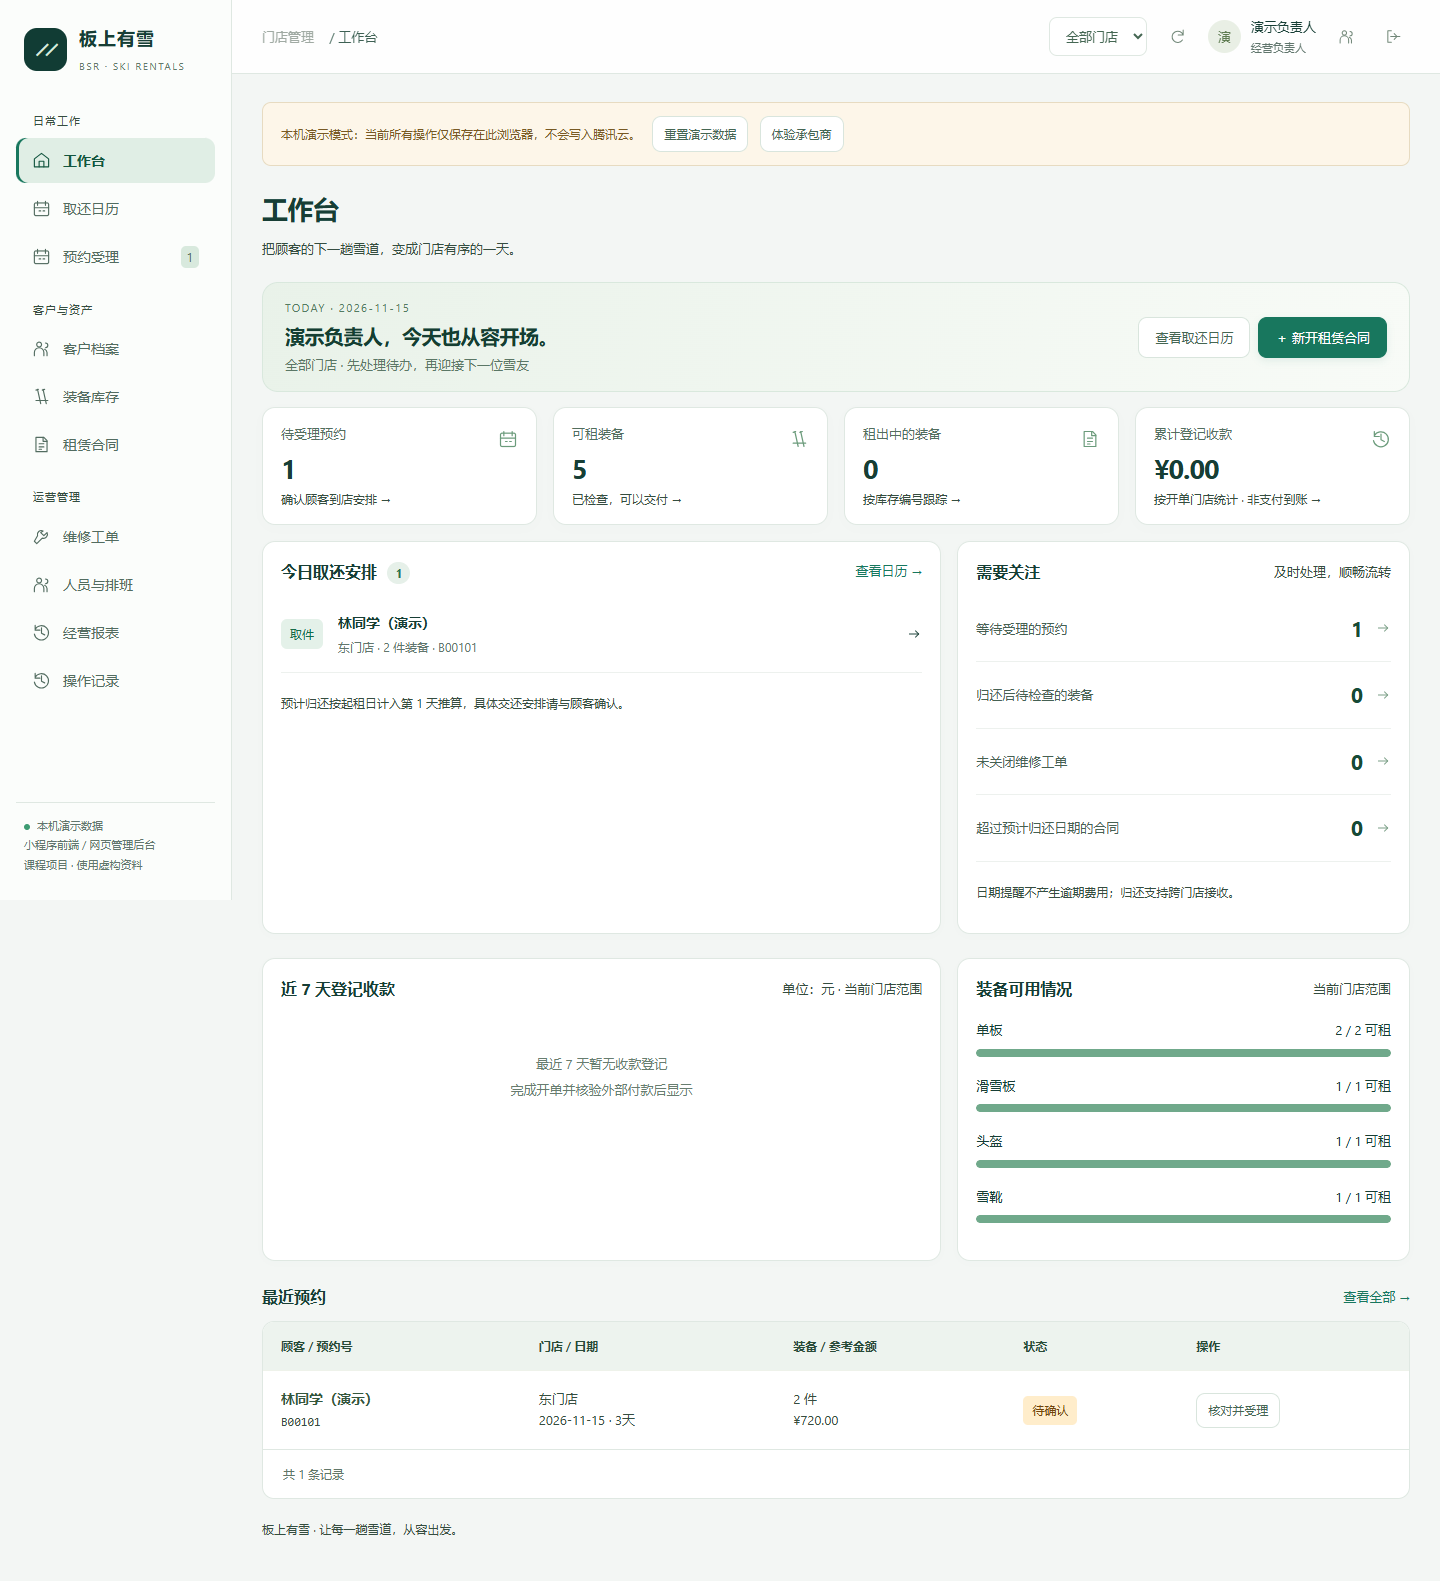 板上有雪
BSR · SKI RENTALS
日常工作
工作台
取还日历
预约受理 1
客户与资产
客户档案
装备库存
租赁合同
运营管理
维修工单
人员与排班
经营报表
操作记录
本机演示数据
小程序前端 / 网页管理后台
课程项目 · 使用虚构资料
门店管理 / 工作台
全部门店
演
演示负责人
经营负责人
本机演示模式：当前所有操作仅保存在此浏览器，不会写入腾讯云。
重置演示数据
体验承包商
工作台
把顾客的下一趟雪道，变成门店有序的一天。
TODAY · 2026-11-15
演示负责人，今天也从容开场。
全部门店 · 先处理待办，再迎接下一位雪友
查看取还日历
+ 新开租赁合同
待受理预约
1
确认顾客到店安排 →
可租装备
5
已检查，可以交付 →
租出中的装备
0
按库存编号跟踪 →
累计登记收款
¥0.00
按开单门店统计 · 非支付到账 →
今日取还安排 1
查看日历 →
取件
林同学（演示）
东门店 · 2 件装备 · B00101
→
预计归还按起租日计入第 1 天推算，具体交还安排请与顾客确认。
需要关注
及时处理，顺畅流转
等待受理的预约 1 →
归还后待检查的装备 0 →
未关闭维修工单 0 →
超过预计归还日期的合同 0 →
日期提醒不产生逾期费用；归还支持跨门店接收。
近 7 天登记收款
单位：元 · 当前门店范围
最近 7 天暂无收款登记
完成开单并核验外部付款后显示
装备可用情况
当前门店范围
单板 2 / 2 可租
滑雪板 1 / 1 可租
头盔 1 / 1 可租
雪靴 1 / 1 可租
最近预约
查看全部 →
顾客 / 预约号 门店 / 日期 装备 / 参考金额 状态 操作
林同学（演示）
B00101
东门店
2026-11-15 · 3天
2 件
¥720.00
待确认
核对并受理
共 1 条记录
板上有雪 · 让每一趟雪道，从容出发。